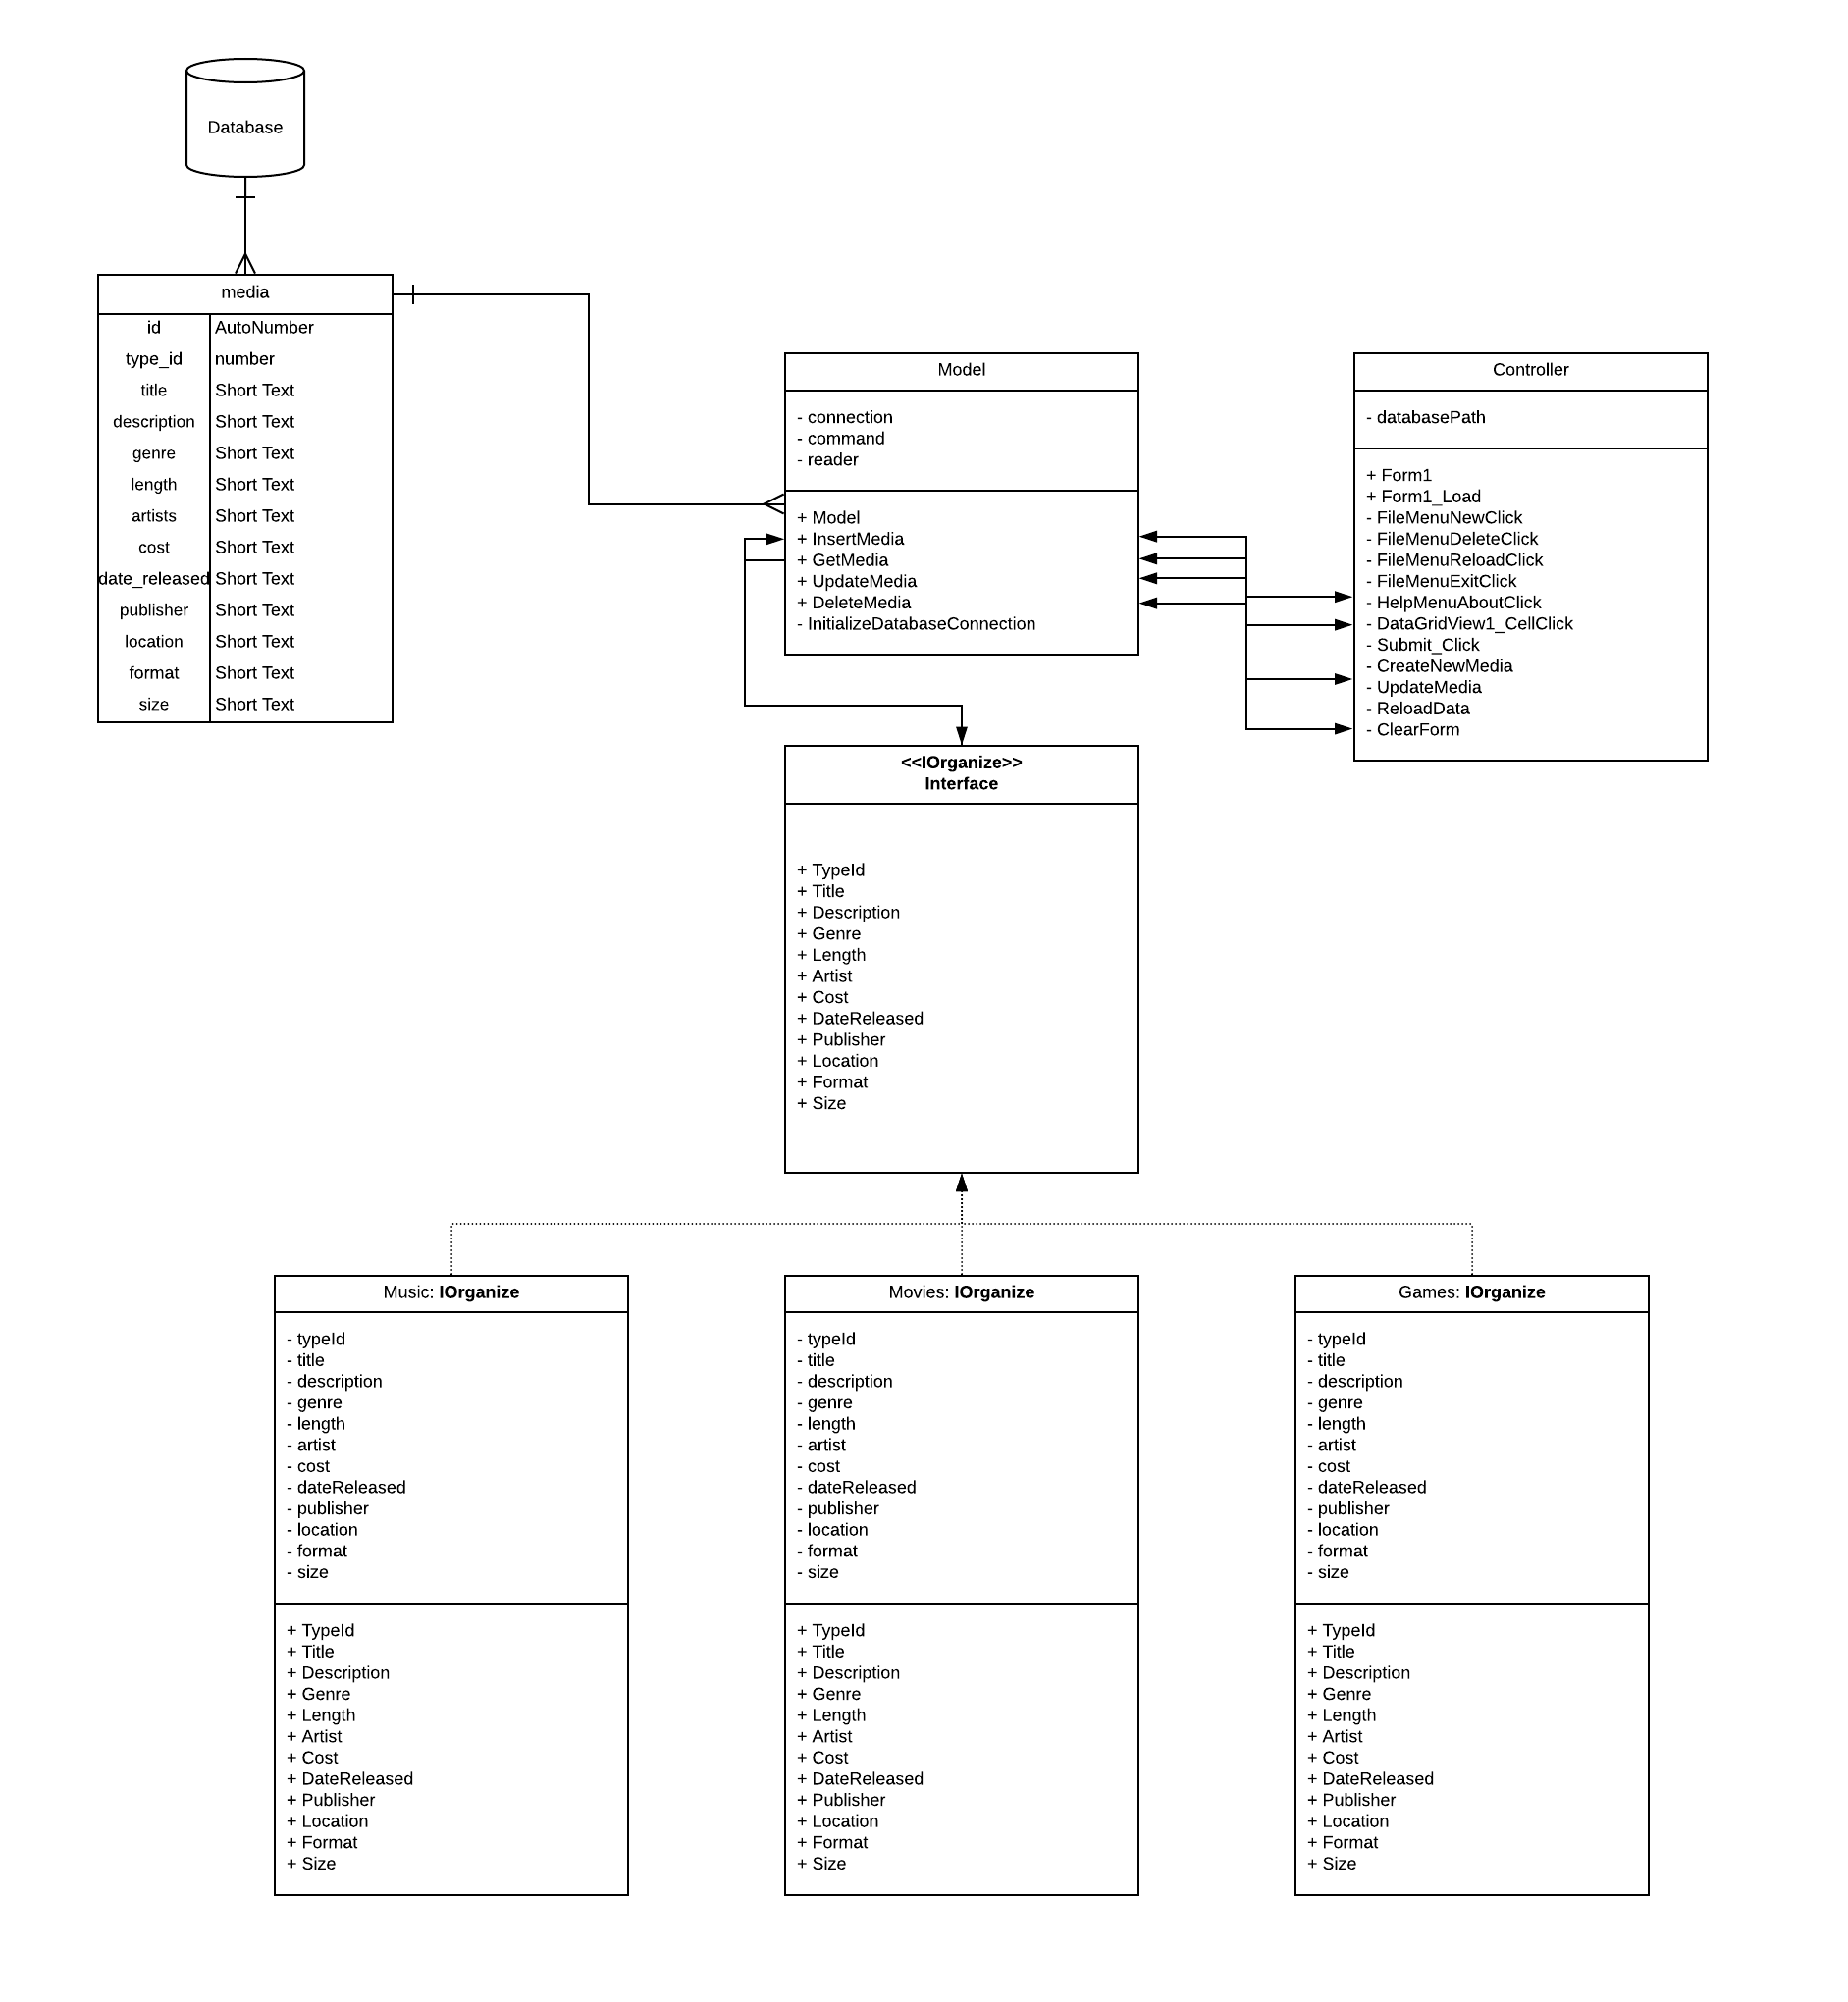 Database
media
id AutoNumber
type_id number
title Short Text
description Short Text
genre Short Text
length Short Text
artists Short Text
cost Short Text
date_released Short Text
publisher Short Text
location Short Text
format Short Text
size Short Text
Model
- connection
- command
- reader
+ Model
+ InsertMedia
+ GetMedia
+ UpdateMedia
+ DeleteMedia
- InitializeDatabaseConnection
Controller
- databasePath
+ Form1
+ Form1_Load
- FileMenuNewClick
- FileMenuDeleteClick
- FileMenuReloadClick
- FileMenuExitClick
- HelpMenuAboutClick
- DataGridView1_CellClick
- Submit_Click
- CreateNewMedia
- UpdateMedia
- ReloadData
- ClearForm
<<IOrganize>>
Interface
+ TypeId
+ Title
+ Description
+ Genre
+ Length
+ Artist
+ Cost
+ DateReleased
+ Publisher
+ Location
+ Format
+ Size
Music: IOrganize
- typeId
- title
- description
- genre
- length
- artist
- cost
- dateReleased
- publisher
- location
- format
- size
+ TypeId
+ Title
+ Description
+ Genre
+ Length
+ Artist
+ Cost
+ DateReleased
+ Publisher
+ Location
+ Format
+ Size
Movies: IOrganize
- typeId
- title
- description
- genre
- length
- artist
- cost
- dateReleased
- publisher
- location
- format
- size
+ TypeId
+ Title
+ Description
+ Genre
+ Length
+ Artist
+ Cost
+ DateReleased
+ Publisher
+ Location
+ Format
+ Size
Games: IOrganize
- typeId
- title
- description
- genre
- length
- artist
- cost
- dateReleased
- publisher
- location
- format
- size
+ TypeId
+ Title
+ Description
+ Genre
+ Length
+ Artist
+ Cost
+ DateReleased
+ Publisher
+ Location
+ Format
+ Size